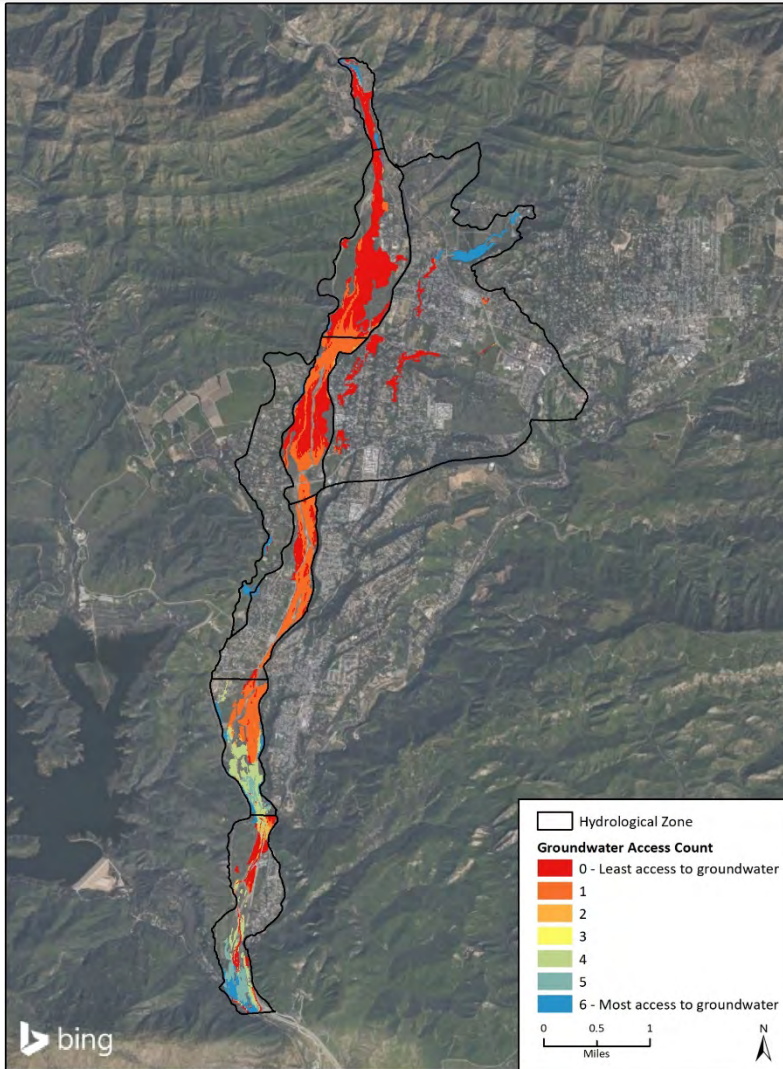 Hydrological Zone
Groundwater Access Count
0 - Least access to groundwater
1
2
3
4
5
6 - Most access to groundwater
0 0.5 1
Miles
N
bing